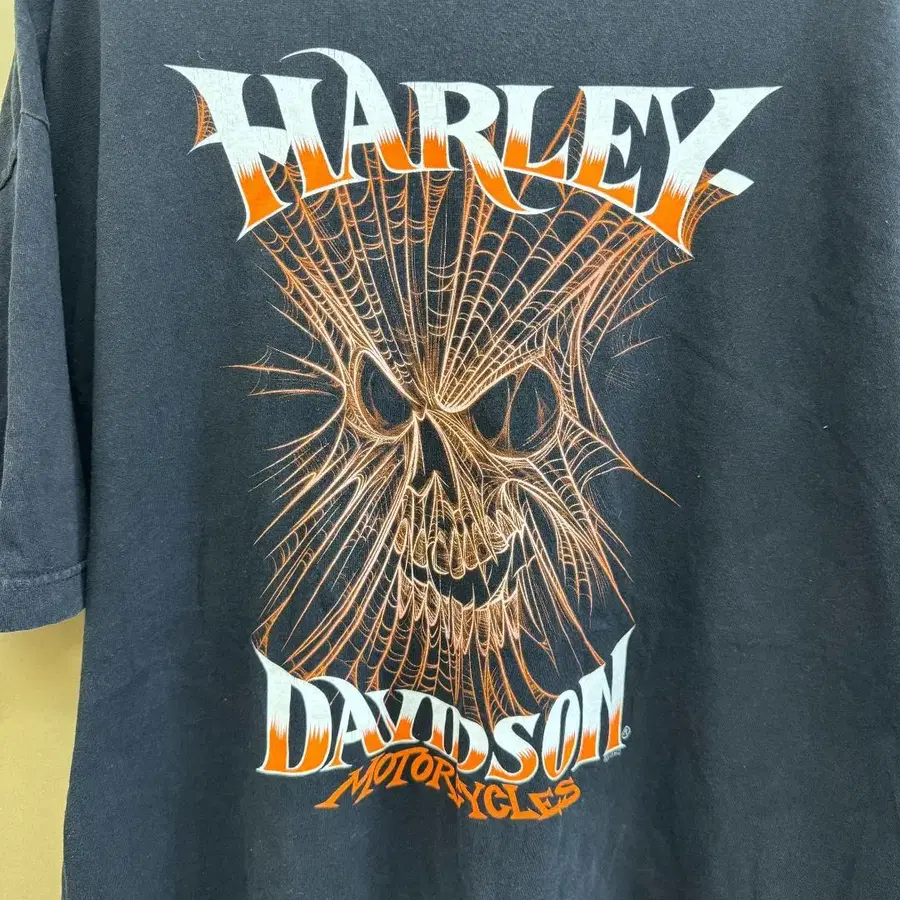 HARLEY-
DAVIDSON
MOTORCYCLES
®